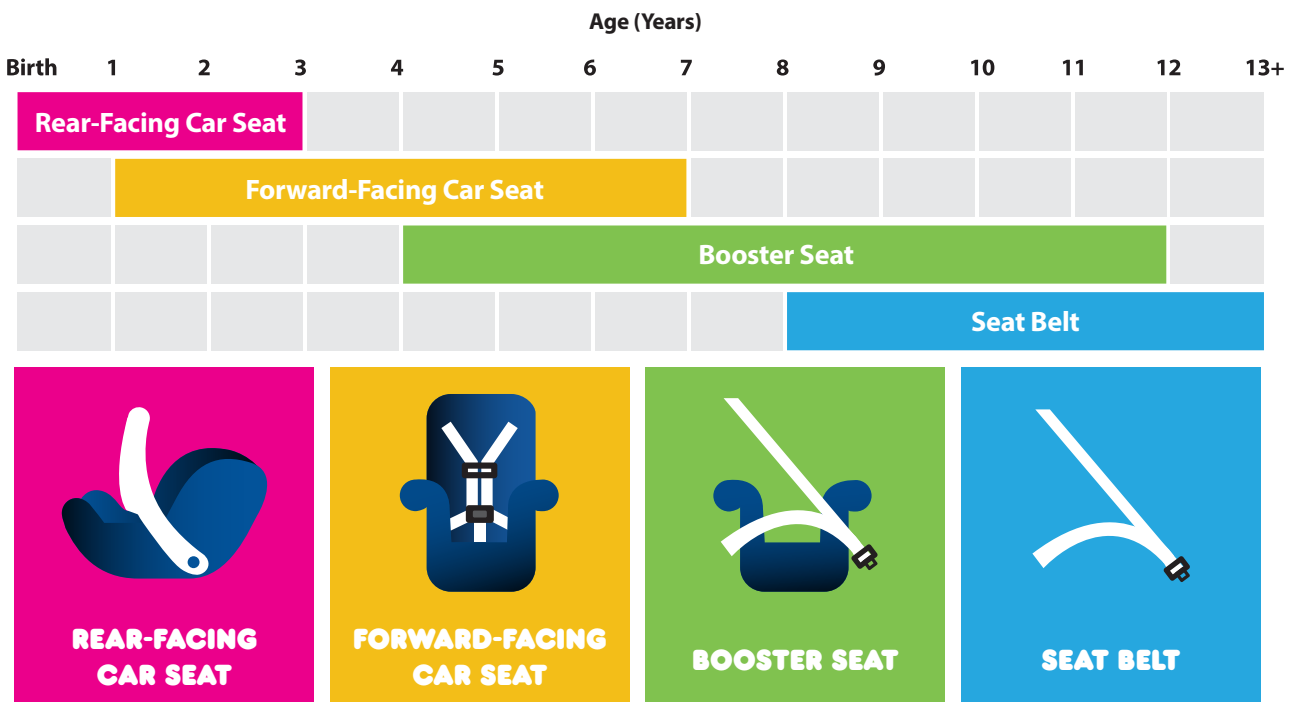 Age (Years)
Birth 1 2 3 4 5 6 7 8 9 10 11 12 13+
Rear-Facing Car Seat
Forward-Facing Car Seat
Booster Seat
Seat Belt
REAR-FACING
CAR SEAT
FORWARD-FACING
CAR SEAT
BOOSTER SEAT
SEAT BELT